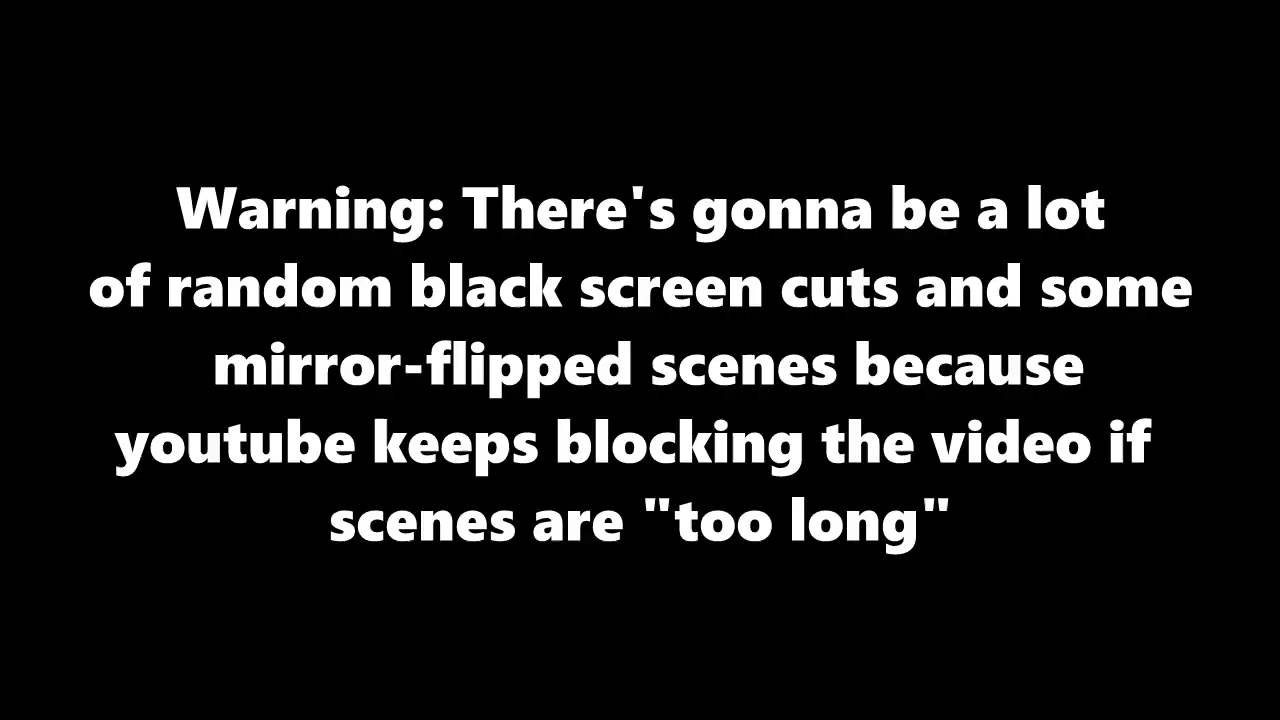 Warning: There's gonna be a lot
of random black screen cuts and some
mirror-flipped scenes because
youtube keeps blocking the video if
scenes are "too long"